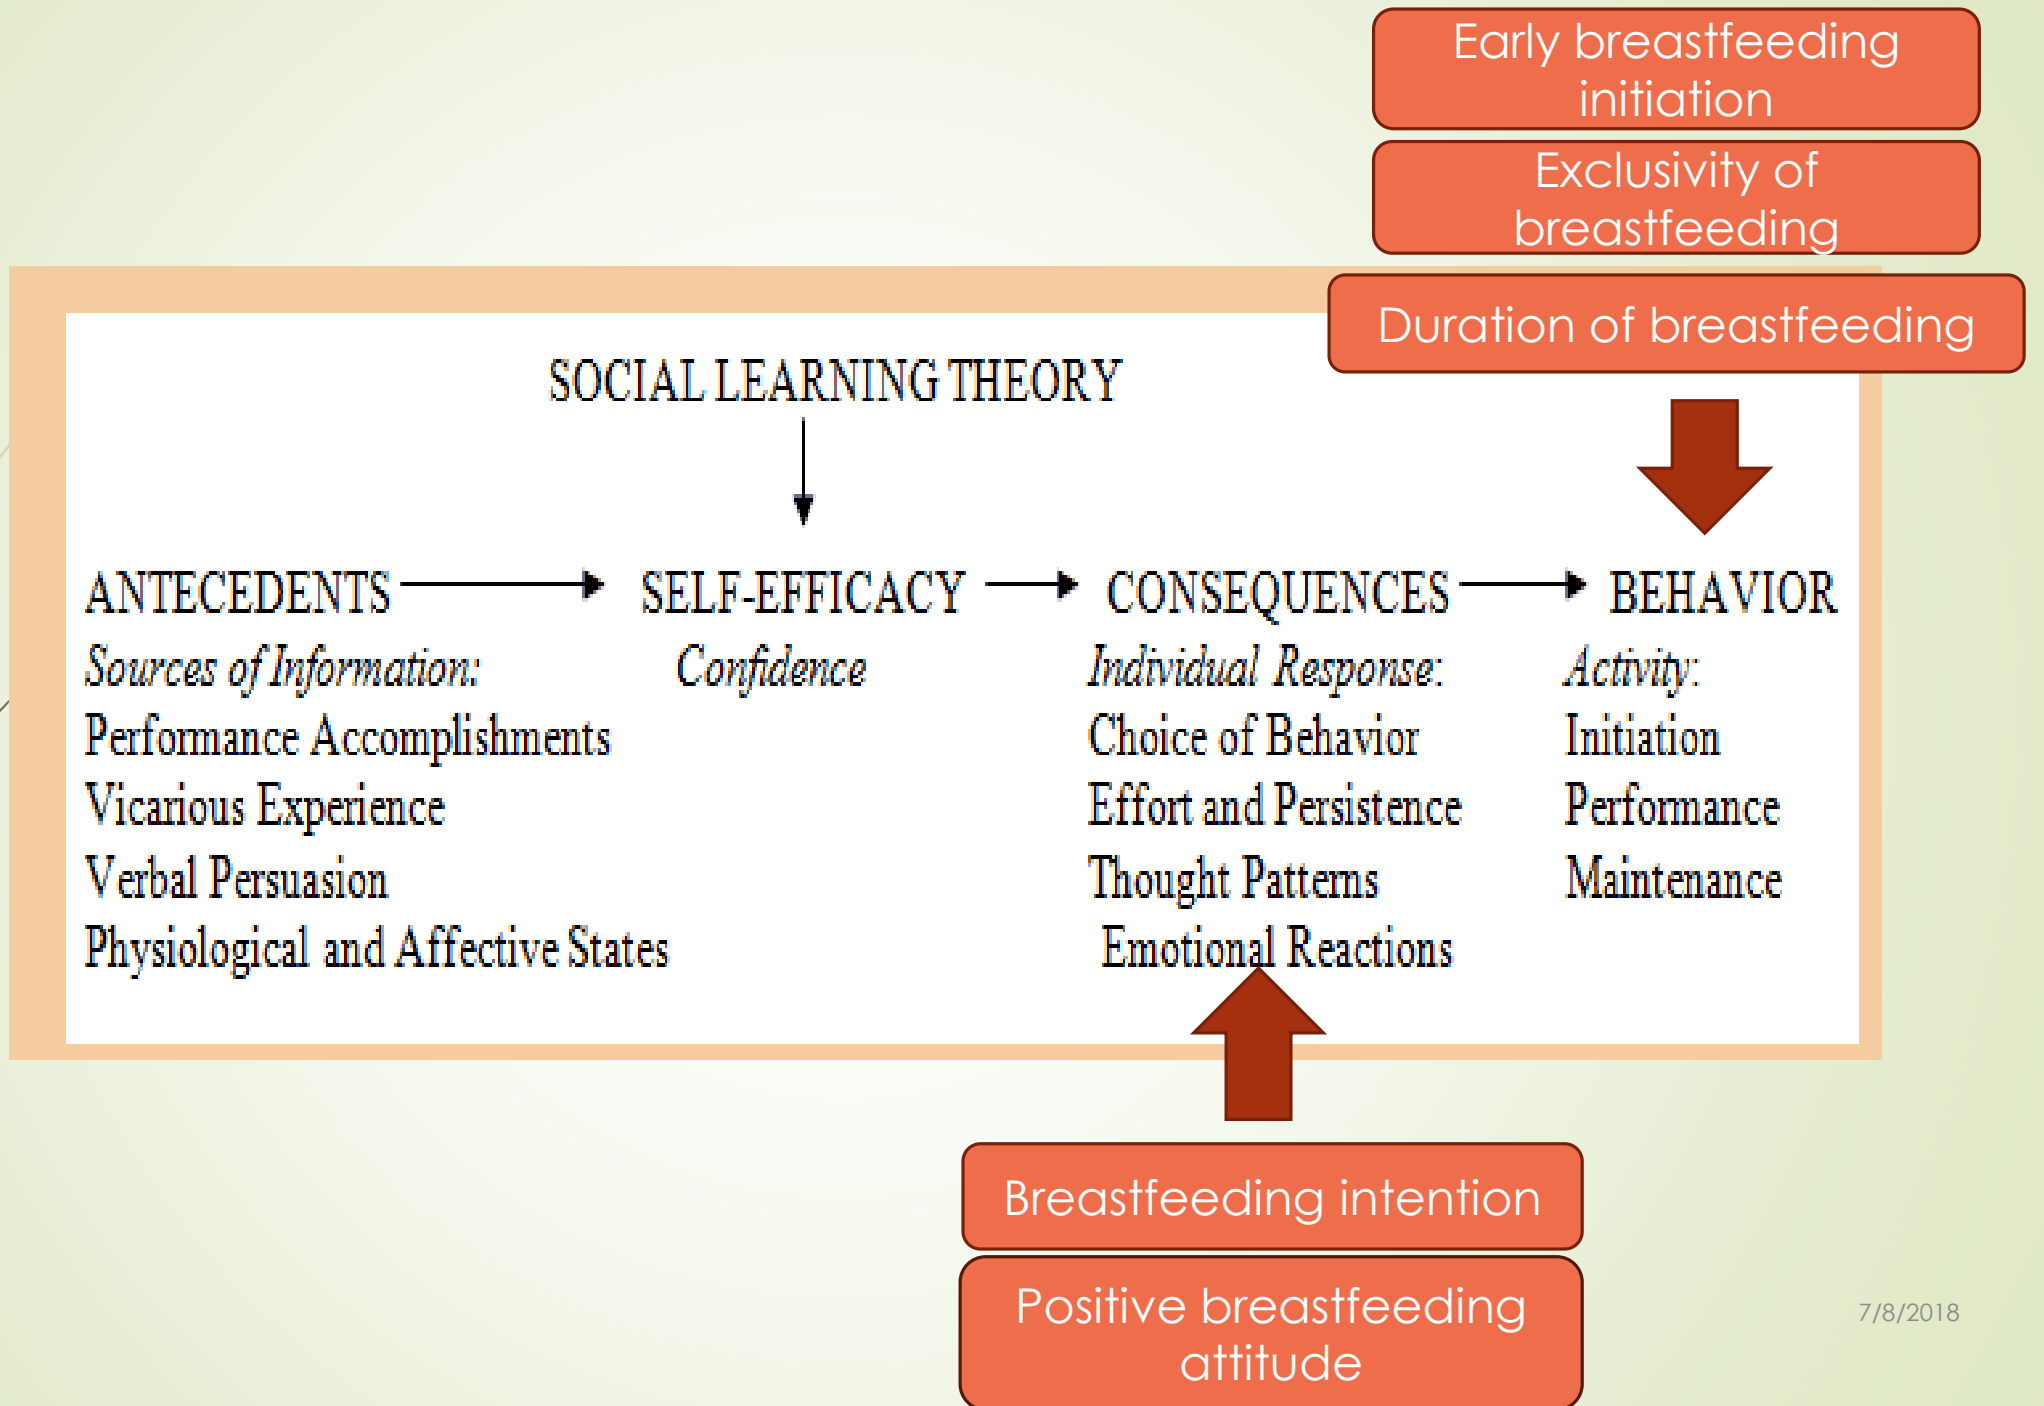 Early breastfeeding
initiation
Exclusivity of
breastfeeding
Duration of breastfeeding
SOCIAL LEARNING THEORY
ANTECEDENTS
Sources of Information:
Performance Accomplishments
Vicarious Experience
Verbal Persuasion
Physiological and Affective States
SELF-EFFICACY
Confidence
CONSEQUENCES
Individual Response:
Choice of Behavior
Effort and Persistence
Thought Patterns
Emotional Reactions
BEHAVIOR
Activity:
Initiation
Performance
Maintenance
Breastfeeding intention
Positive breastfeeding
attitude
7/8/2018